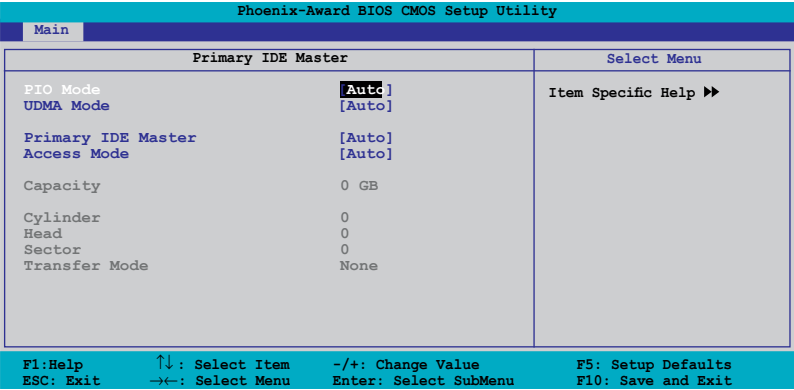 Phoenix-Award BIOS CMOS Setup Utility
Main
Primary IDE Master
Select Menu
PIO Mode [Auto]
UDMA Mode [Auto]
Primary IDE Master [Auto]
Access Mode [Auto]
Capacity 0 GB
Cylinder 0
Head 0
Sector 0
Transfer Mode None
Item Specific Help ▶▶
F1:Help ↑↓: Select Item -/+: Change Value F5: Setup Defaults
ESC: Exit →←: Select Menu Enter: Select SubMenu F10: Save and Exit